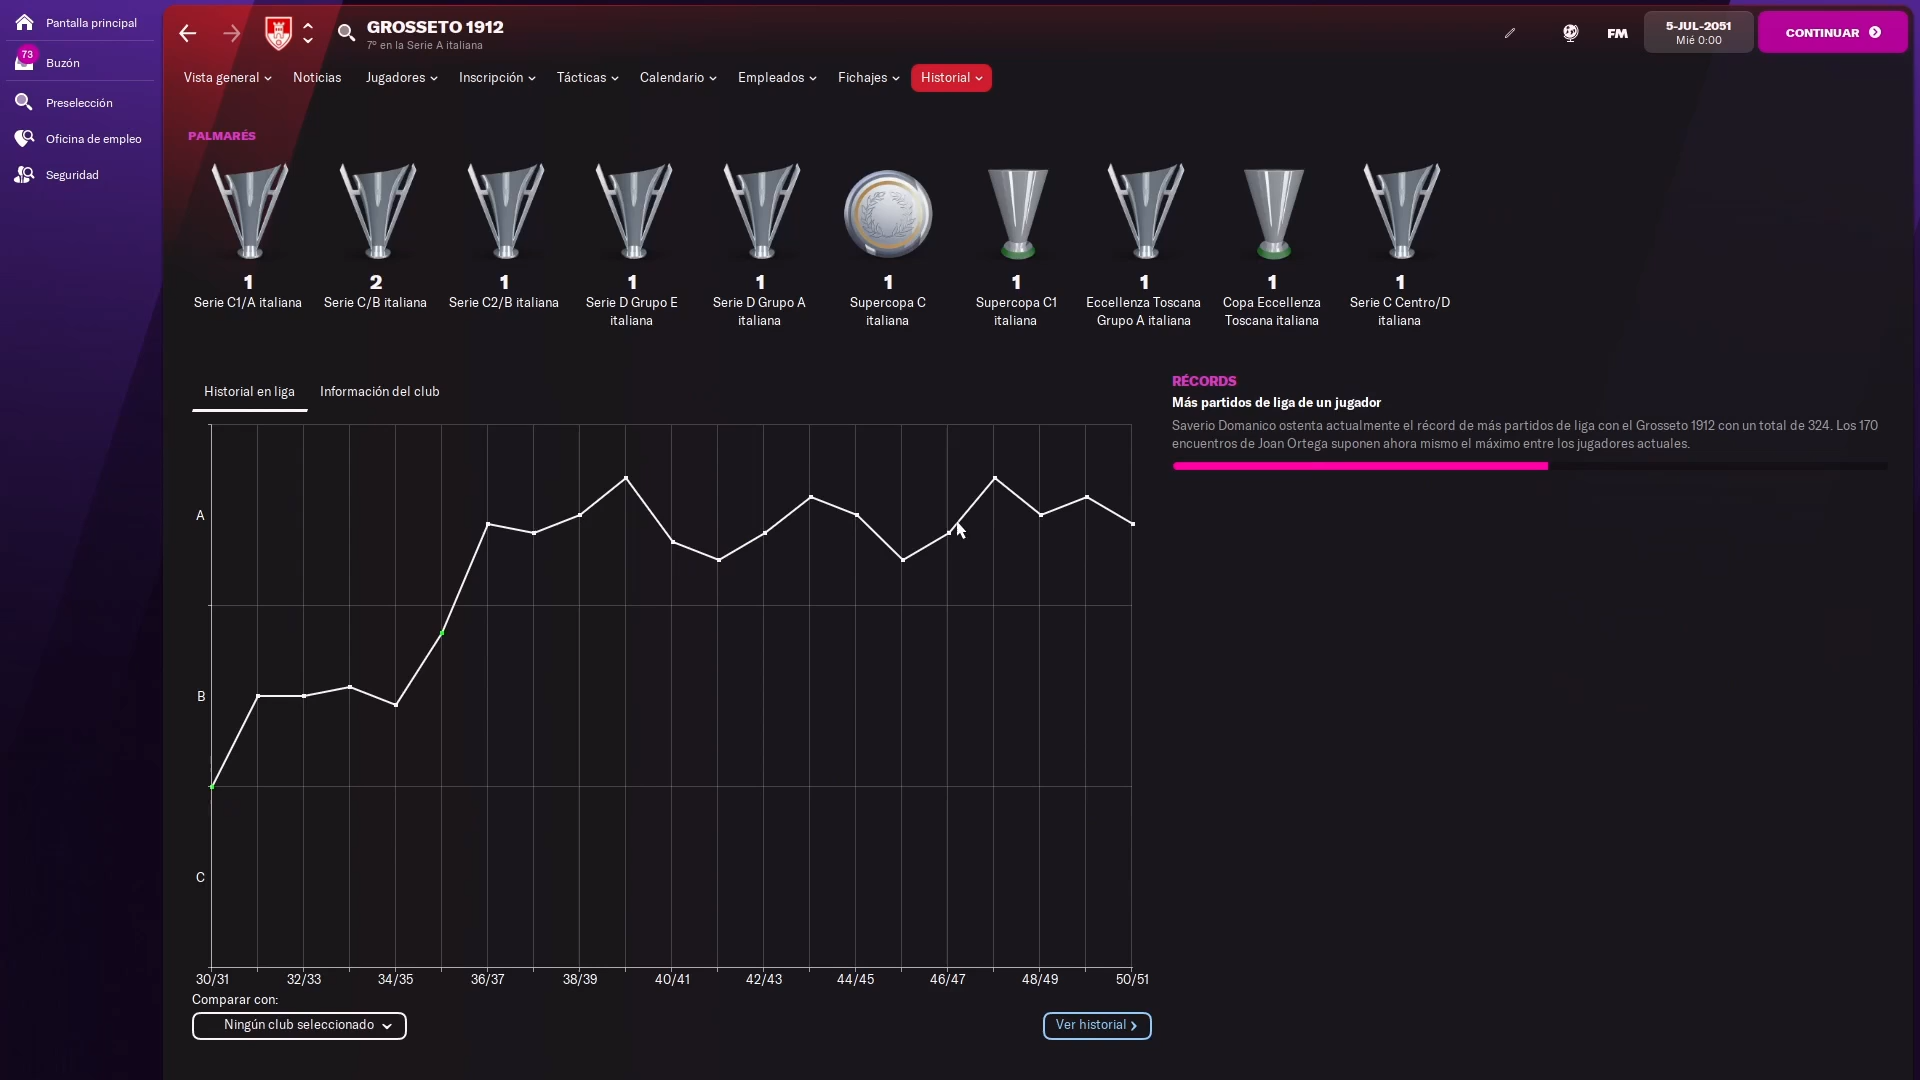 Pantalla principal
73
Buzón
Preselección
Oficina de empleo
Seguridad
GROSSETO 1912
7º en la Serie A italiana
FM
5-JUL-2051
Mié 0:00
CONTINUAR
Vista general
Noticias
Jugadores
Inscripción
Tácticas
Calendario
Empleados
Fichajes
Historial
PALMARÉS
1
Serie C1/A italiana
2
Serie C/B italiana
1
Serie C2/B italiana
1
Serie D Grupo E
italiana
1
Serie D Grupo A
italiana
1
Supercopa C
italiana
1
Supercopa C1
italiana
1
Eccellenza Toscana
Grupo A italiana
1
Copa Eccellenza
Toscana italiana
1
Serie C Centro/D
italiana
Historial en liga
Información del club
A
B
C
30/31
32/33
34/35
36/37
38/39
40/41
42/43
44/45
46/47
48/49
50/51
Comparar con:
Ningún club seleccionado
Ver historial
RÉCORDS
Más partidos de liga de un jugador
Saverio Domanico ostenta actualmente el récord de más partidos de liga con el Grosseto 1912 con un total de 324. Los 170
encuentros de Joan Ortega suponen ahora mismo el máximo entre los jugadores actuales.